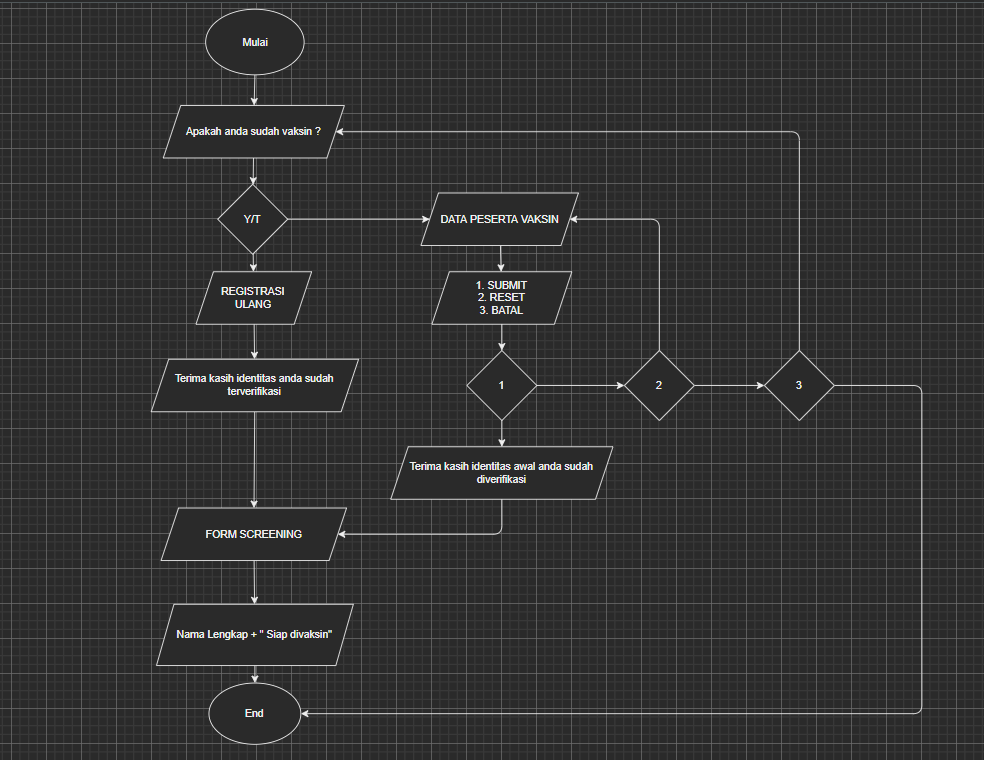 Mulai
Apakah anda sudah vaksin ?
Y/T
DATA PESERTA VAKSIN
REGISTRASI
ULANG
1. SUBMIT
2. RESET
3. BATAL
Terima kasih identitas anda sudah
terverifikasi
1
2
3
Terima kasih identitas awal anda sudah
diverifikasi
FORM SCREENING
Nama Lengkap + " Siap divaksin"
End